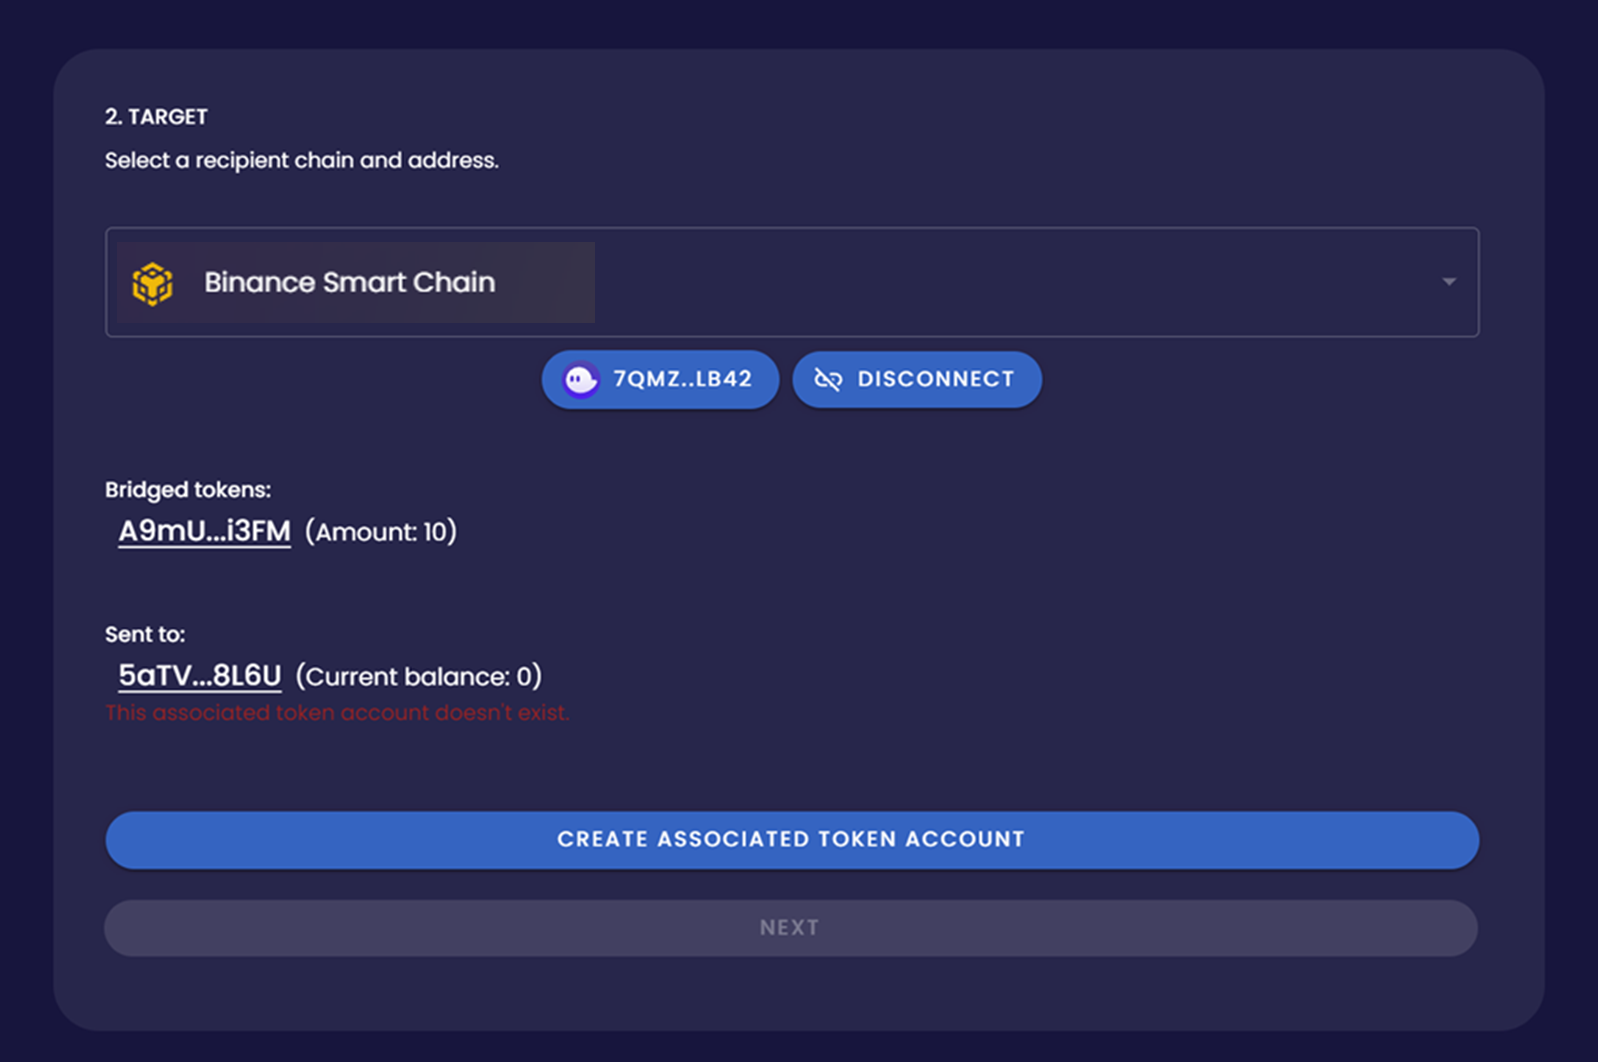 2. TARGET
Select a recipient chain and address.
Binance Smart Chain
7QMZ..LB42 DISCONNECT
Bridged tokens:
A9mU...i3FM (Amount: 10)
Sent to:
5aTV...8L6U (Current balance: 0)
This associated token account doesn't exist.
CREATE ASSOCIATED TOKEN ACCOUNT
NEXT